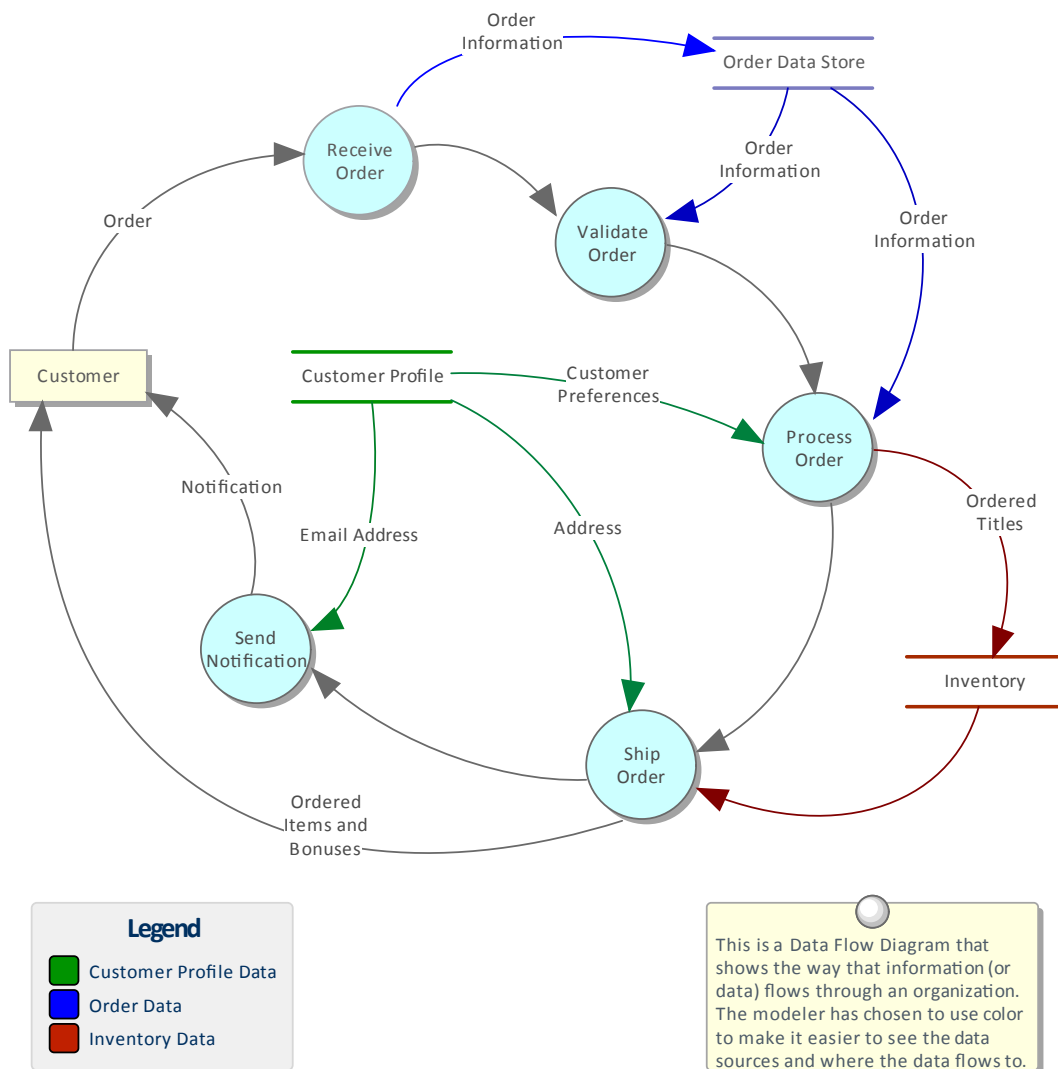 Order
Information
Order Data Store
Receive
Order
Order
Information
Order
Validate
Order
Order
Information
Customer
Customer Profile
Customer
Preferences
Process
Order
Notification
Ordered
Titles
Email Address
Address
Send
Notification
Inventory
Ship
Order
Ordered
Items and
Bonuses
Legend
Customer Profile Data
Order Data
Inventory Data
This is a Data Flow Diagram that
shows the way that information (or
data) flows through an organization.
The modeler has chosen to use color
to make it easier to see the data
sources and where the data flows to.